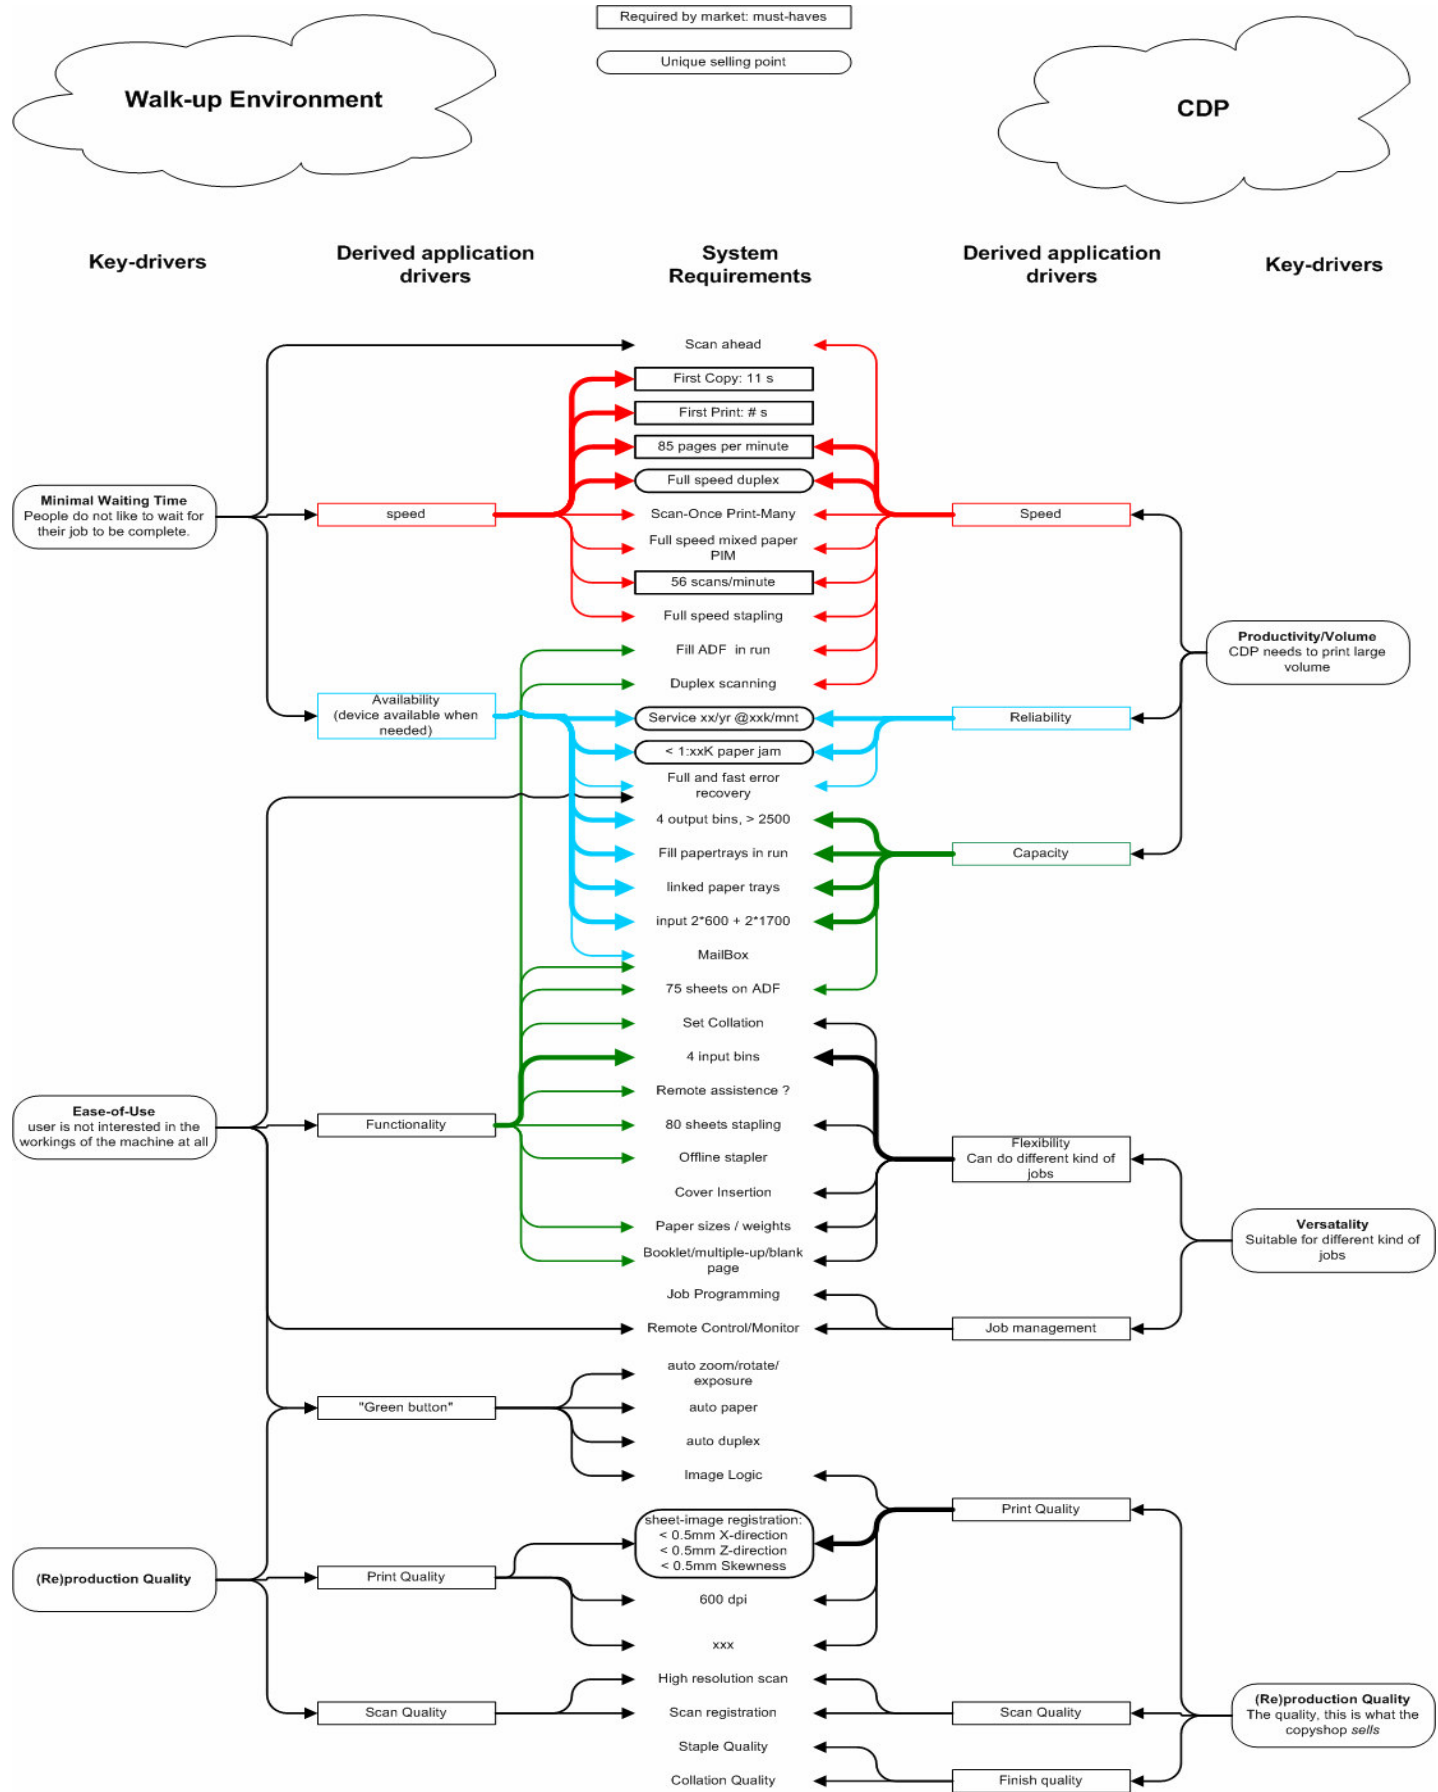 Required by market: must-haves
Unique selling point
Walk-up Environment
CDP
Key-drivers
Derived application
drivers
System
Requirements
Derived application
drivers
Key-drivers
Scan ahead
First Copy: 11 s
First Print: # s
85 pages per minute
Full speed duplex
Minimal Waiting Time
People do not like to wait for
their job to be complete.
speed
Scan-Once Print-Many
Speed
Full speed mixed paper
PIM
56 scans/minute
Full speed stapling
Fill ADF in run
Productivity/Volume
CDP needs to print large
volume
Duplex scanning
Availability
(device available when
needed)
Service xx/yr @xxk/mnt
Reliability
< 1:xxK paper jam
Full and fast error
recovery
4 output bins, > 2500
Fill papertrays in run
Capacity
linked paper trays
input 2*600 + 2*1700
MailBox
75 sheets on ADF
Set Collation
4 input bins
Remote assistence ?
Ease-of-Use
user is not interested in the
workings of the machine at all
Functionality
80 sheets stapling
Flexibility
Can do different kind of
jobs
Offline stapler
Cover Insertion
Paper sizes / weights
Versatality
Suitable for different kind of
jobs
Booklet/multiple-up/blank
page
Job Programming
Remote Control/Monitor
Job management
auto zoom/rotate/
exposure
"Green button"
auto paper
auto duplex
Image Logic
Print Quality
sheet-image registration:
< 0.5mm X-direction
< 0.5mm Z-direction
< 0.5mm Skewness
(Re)production Quality
Print Quality
600 dpi
xxx
High resolution scan
Scan Quality
Scan registration
Scan Quality
(Re)production Quality
The quality, this is what the
copyshop sells
Staple Quality
Collation Quality
Finish quality